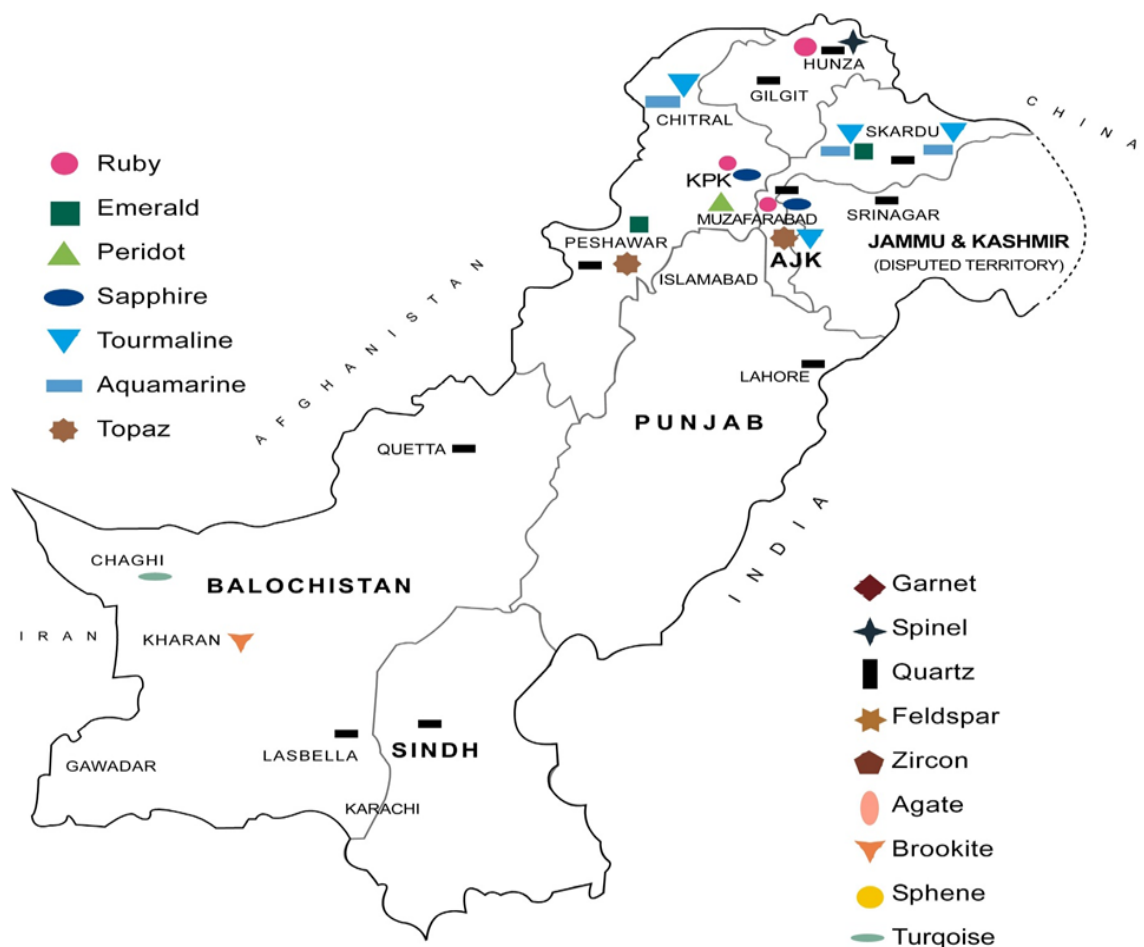 HUNZA
GILGIT
CHINA
CHITRAL
SKARDU
Ruby
Emerald
Peridot
Sapphire
Tourmaline
Aquamarine
Topaz
KPK
MUZAFARABAD
SRINAGAR
PESHAWAR
JAMMU & KASHMIR
(DISPUTED TERRITORY)
AJK
ISLAMABAD
AFGHANISTAN
LAHORE
PUNJAB
QUETTA
INDIA
CHAGHI
BALOCHISTAN
IRAN
KHARAN
LASBELLA
SINDH
GAWADAR
KARACHI
Garnet
Spinel
Quartz
Feldspar
Zircon
Agate
Brookite
Sphene
Turgoise